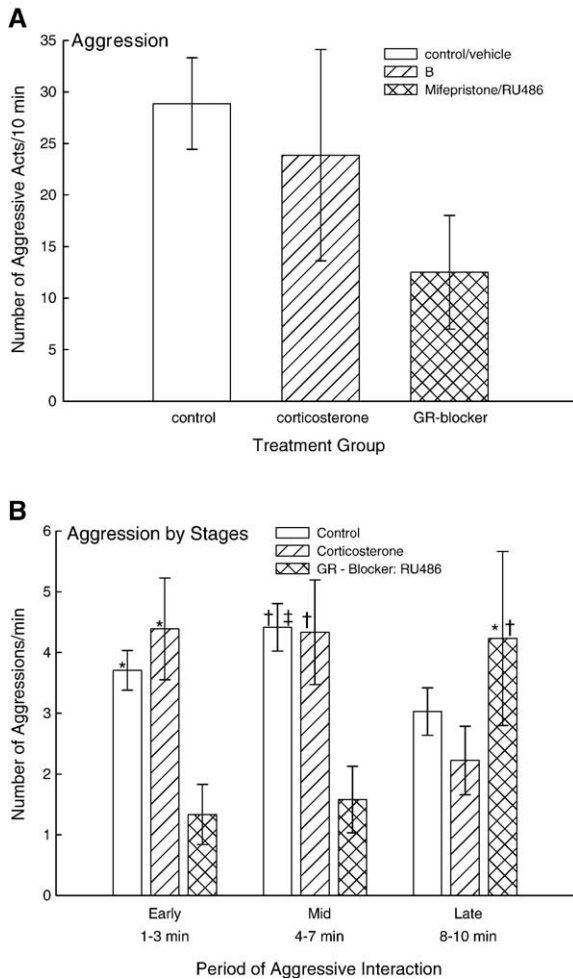 A
Aggression
control/vehicle
B
Mifepristone/RU486
Number of Aggressive Acts/10 min
35
30
25
20
15
10
5
0
control corticosterone GR-blocker
Treatment Group
B
Aggression by Stages
Control
Corticosterone
GR - Blocker: RU486
Number of Aggressions/min
6
5
4
3
2
1
0
* * † ‡ † * †
Early Mid Late
1-3 min 4-7 min 8-10 min
Period of Aggressive Interaction